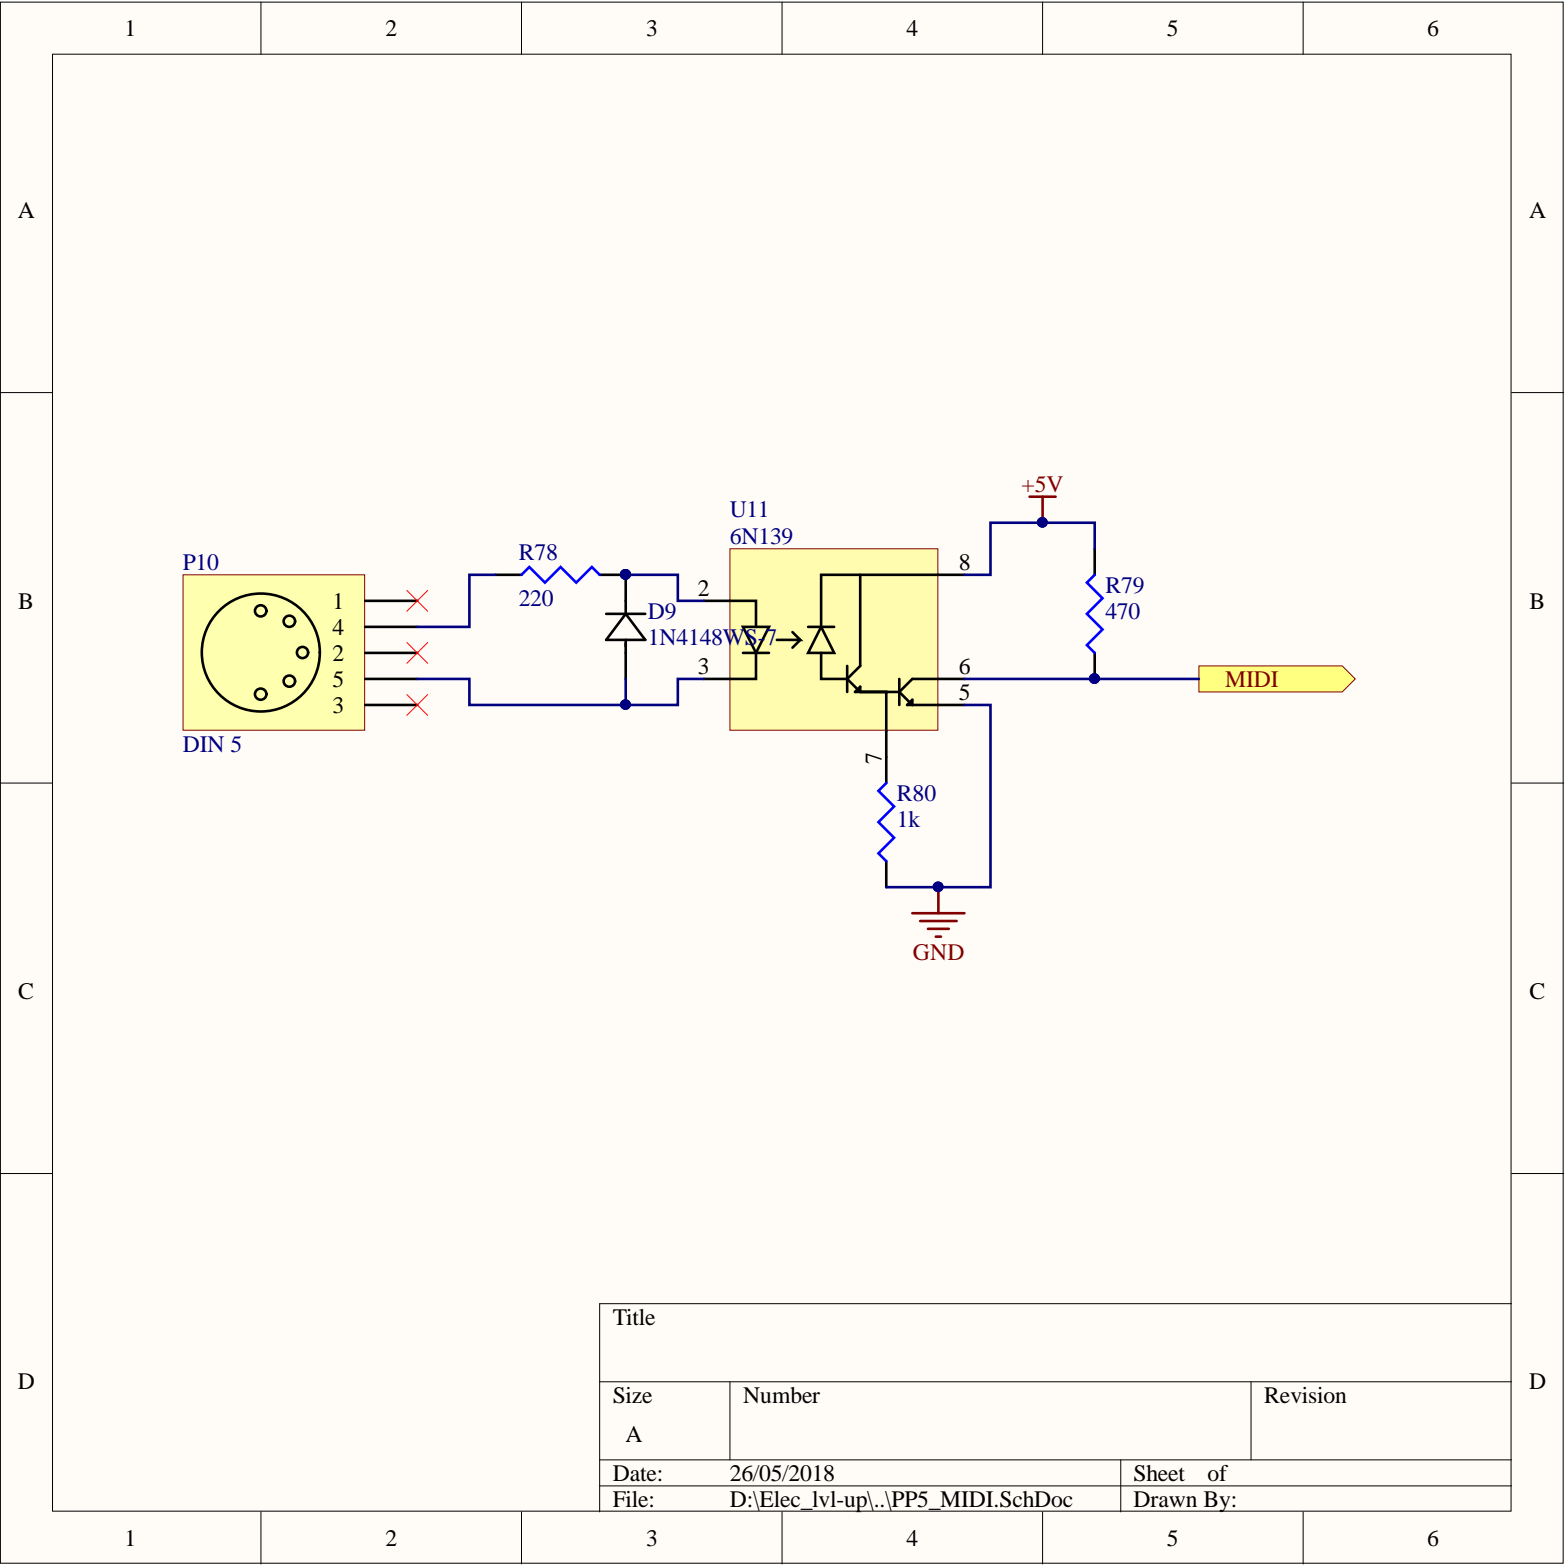 1 2 3 4 5 6
A A
+5V
U11
6N139
R78
P10
8
220
2
R79
470
1
4
2
5
3
D9
1N4148WS-7
B B
3
6
5
MIDI
DIN 5
7
R80
1k
GND
C C
Title
Size Number Revision
A
D D
Date: 26/05/2018 Sheet of
File: D:\Elec_lvl-up\..\PP5_MIDI.SchDoc Drawn By:
1 2 3 4 5 6